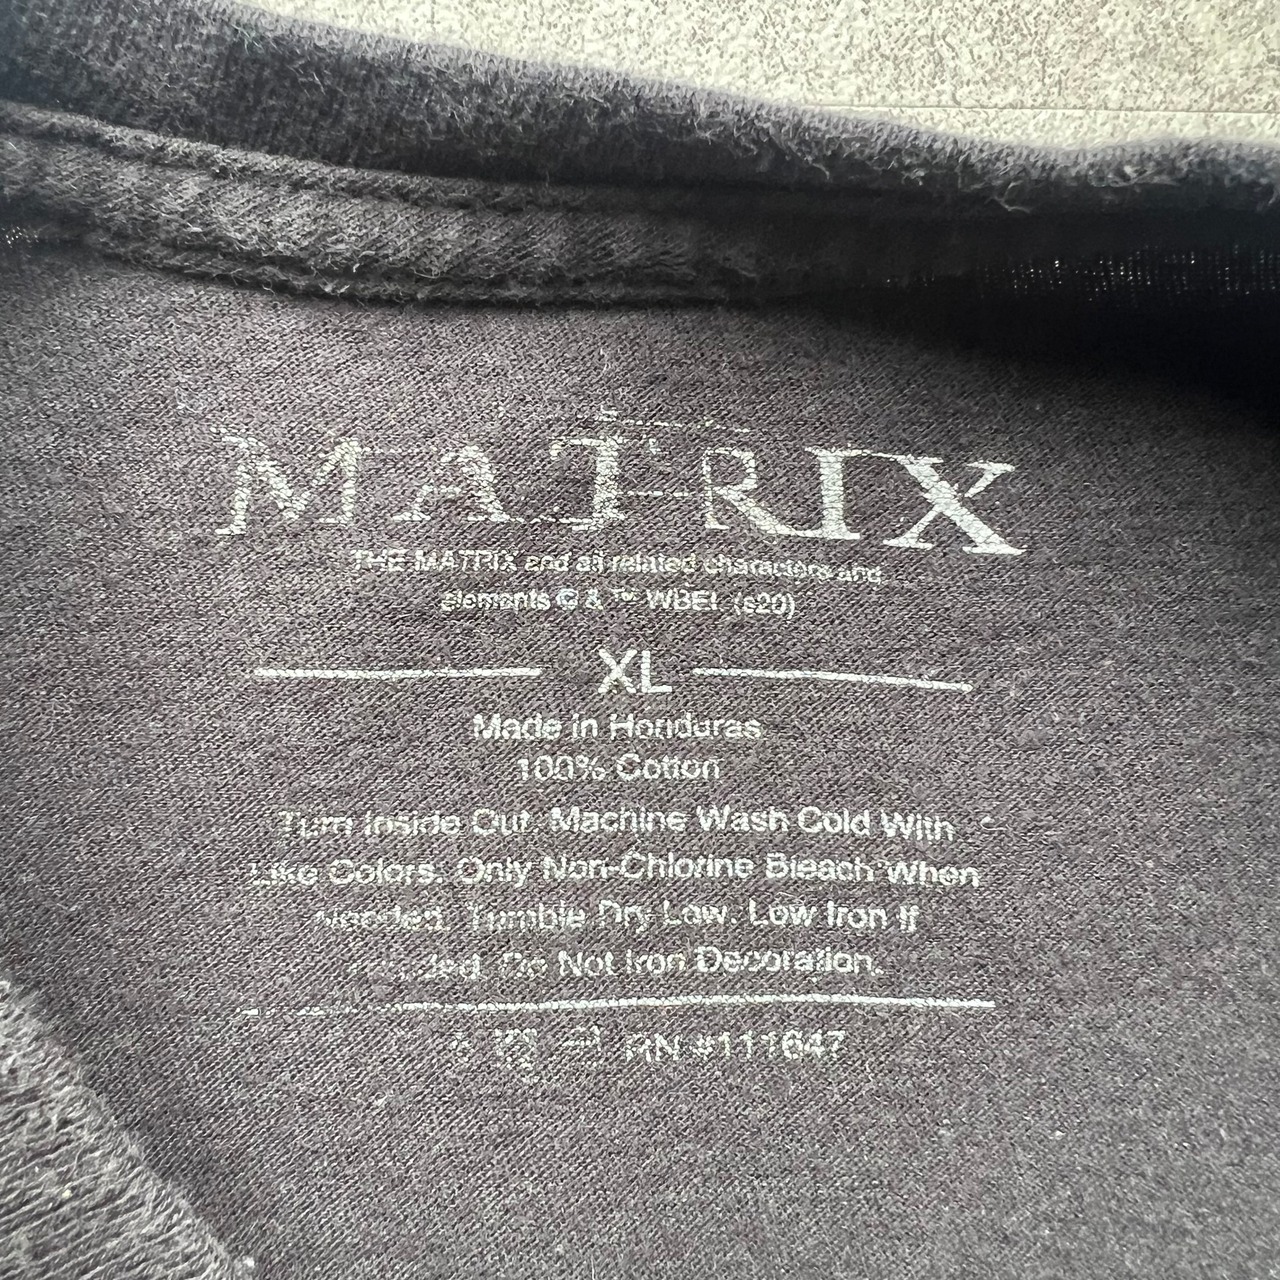 MATRIX
THE MATRIX and all related characters and
elements © & ™ WBEI. (s20)
XL
Made in Honduras
100% Cotton
Turn Inside Out. Machine Wash Cold With
Like Colors. Only Non-Chlorine Bleach When
Needed. Tumble Dry Low. Low Iron If
Do Not Iron Decoration.
RN #111647